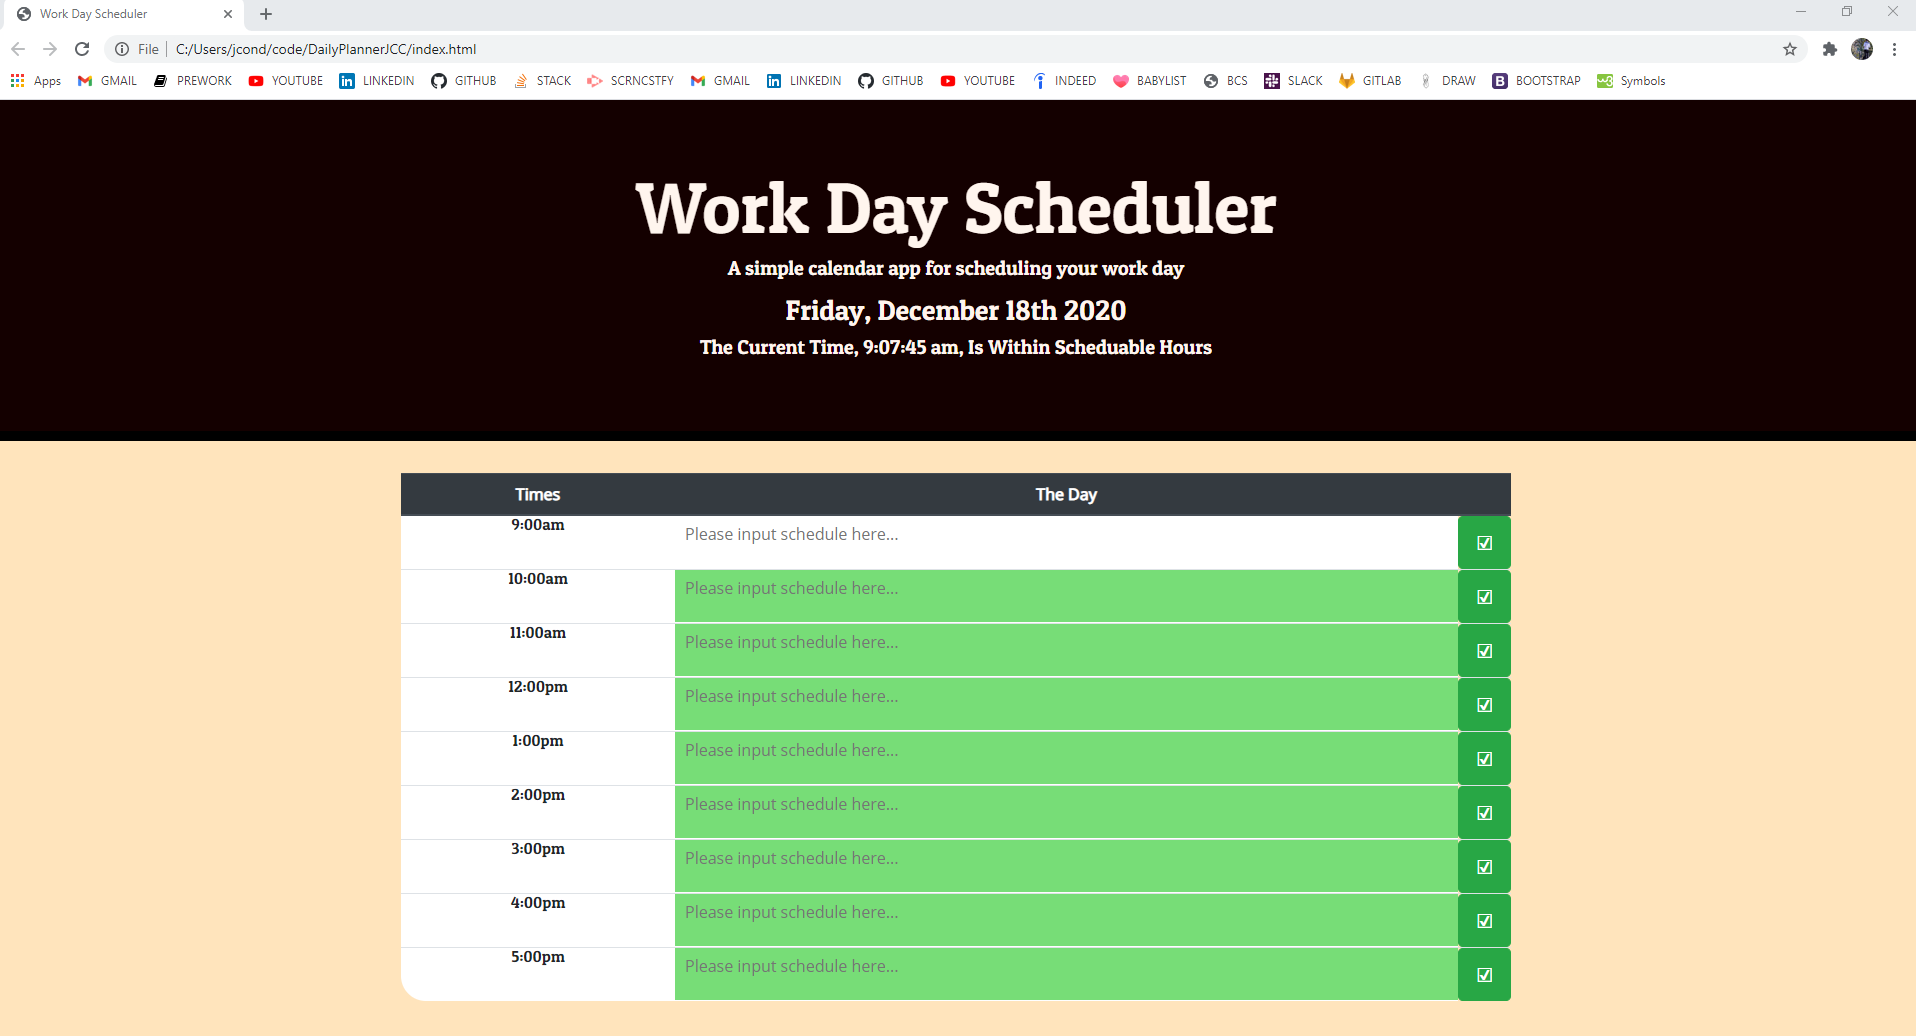 Work Day Scheduler
File C:/Users/jcond/code/DailyPlannerJCC/index.html
Apps GMAIL PREWORK YOUTUBE LINKEDIN GITHUB STACK SCRNCSTFY GMAIL LINKEDIN GITHUB YOUTUBE INDEED BABYLIST BCS SLACK GITLAB DRAW BOOTSTRAP Symbols
Work Day Scheduler
A simple calendar app for scheduling your work day
Friday, December 18th 2020
The Current Time, 9:07:45 am, Is Within Scheduable Hours
Times The Day
9:00am Please input schedule here...
10:00am Please input schedule here...
11:00am Please input schedule here...
12:00pm Please input schedule here...
1:00pm Please input schedule here...
2:00pm Please input schedule here...
3:00pm Please input schedule here...
4:00pm Please input schedule here...
5:00pm Please input schedule here...